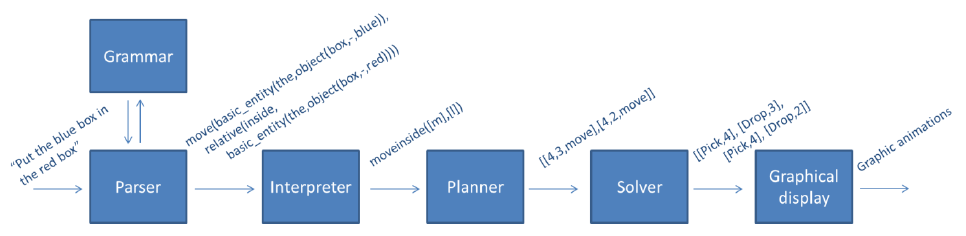 Grammar
"Put the blue box in
the red box"
Parser
move(basic_entity(the,object(box,-,blue)),
relative(inside,
basic_entity(the,object(box,-,red))))
Interpreter
moveinside([m],[l])
Planner
[[4,3,move],[4,2,move]]
Solver
[[Pick,4], [Drop,3],
[Pick,4], [Drop,2]]
Graphical
display
Graphic animations